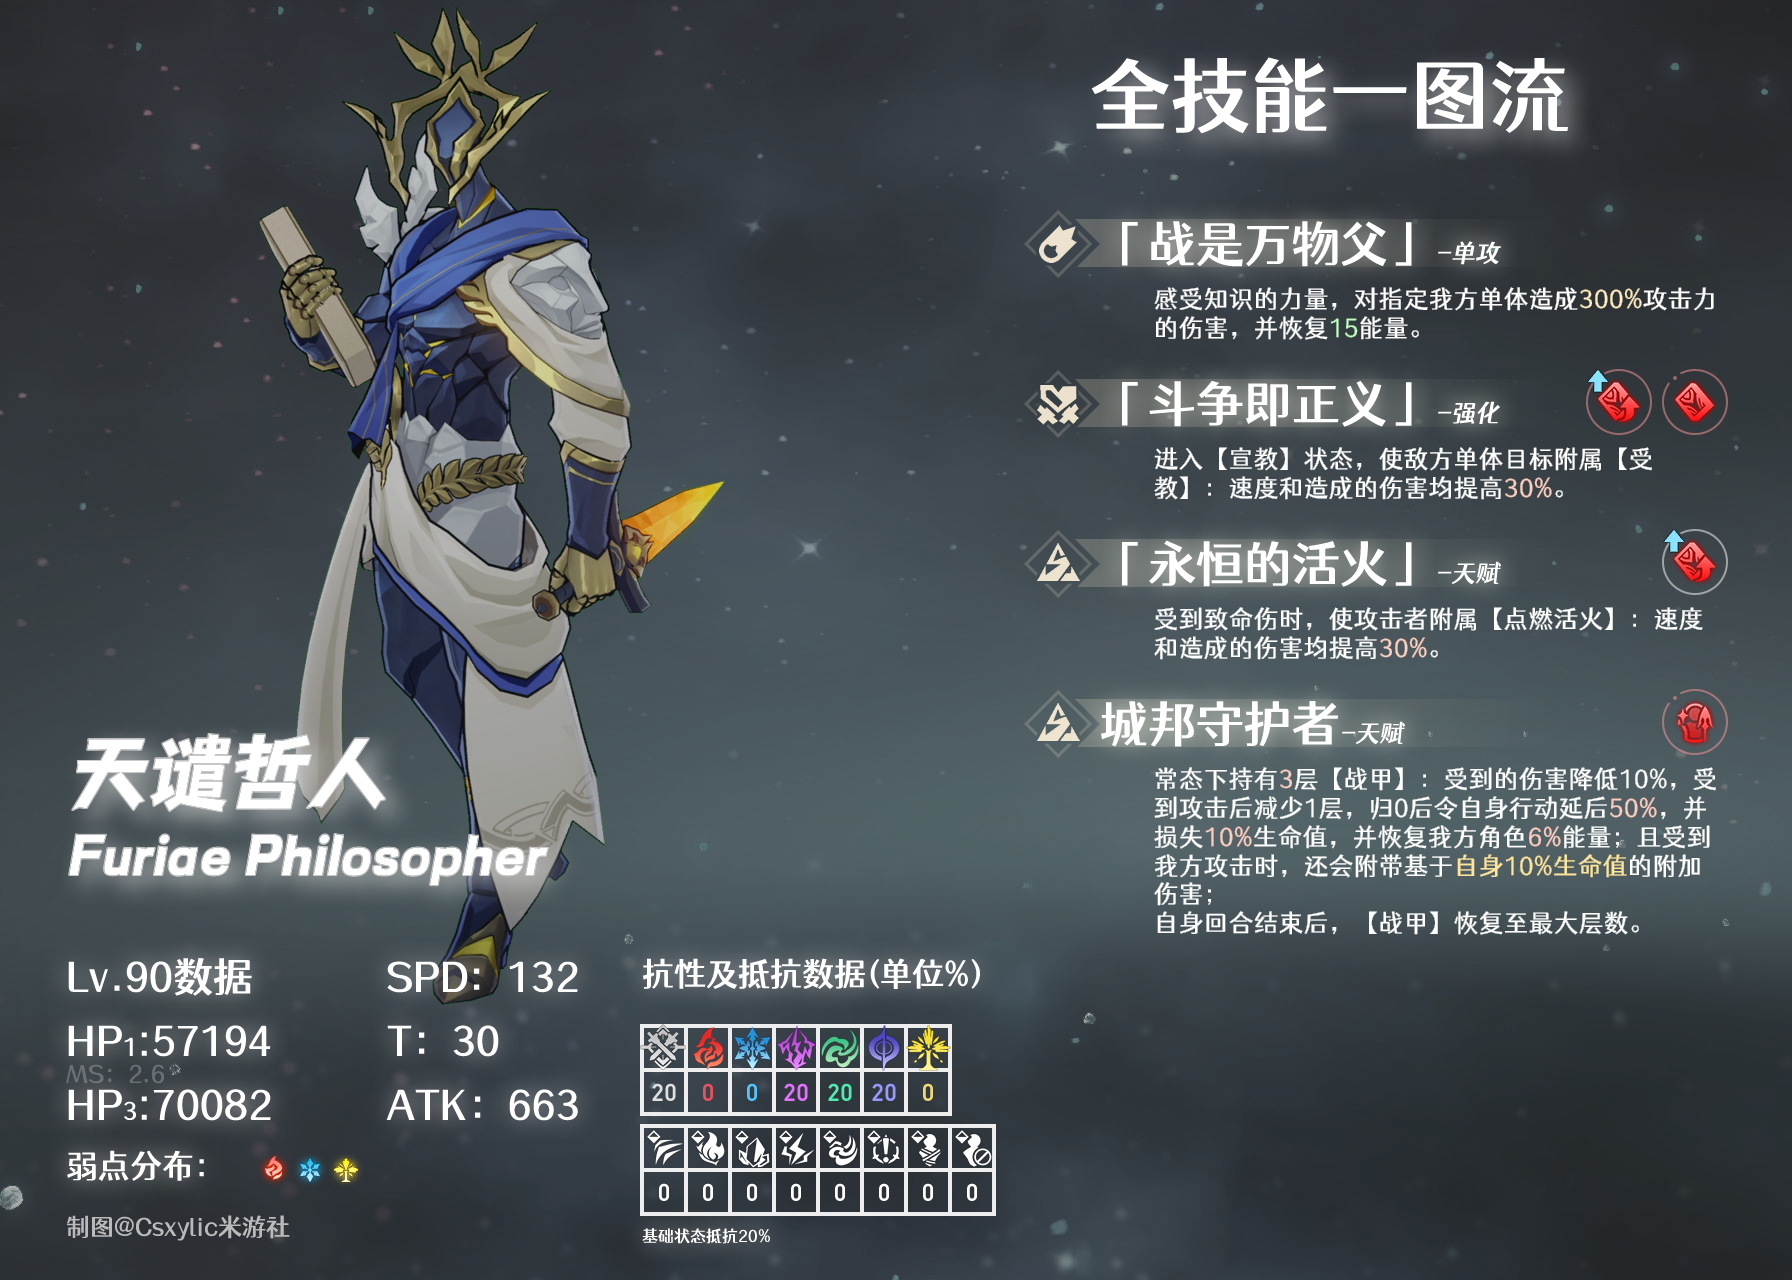 全技能一图流
「战是万物父」-单攻
感受知识的力量，对指定我方单体造成300%攻击力
的伤害，并恢复15能量。
「斗争即正义」-强化
进入【宣教】状态，使敌方单体目标附属【受
教】：速度和造成的伤害均提高30%。
「永恒的活火」-天赋
受到致命伤时，使攻击者附属【点燃活火】：速度
和造成的伤害均提高30%。
城邦守护者-天赋
常态下持有3层【战甲】：受到的伤害降低10%，受
到攻击后减少1层，归0后令自身行动延后50%，并
损失10%生命值，并恢复我方角色6%能量；且受到
我方攻击时，还会附带基于自身10%生命值的附加
伤害；
自身回合结束后，【战甲】恢复至最大层数。
天谴哲人
Furiae Philosopher
Lv.90数据
SPD：132
HP1:57194
T：30
MS：2.6
HP3:70082
ATK：663
弱点分布：
制图@Csxylic米游社
抗性及抵抗数据(单位%)
20 0 0 20 20 20 0
0 0 0 0 0 0 0 0
基础状态抵抗20%